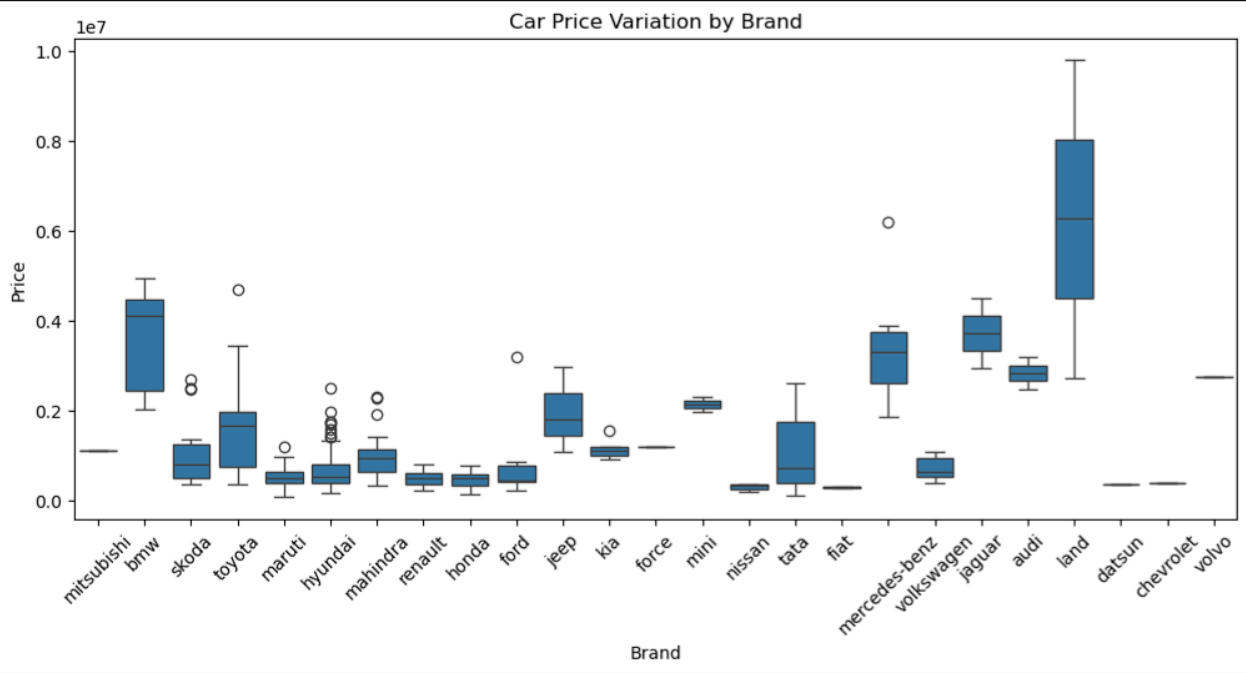 Car Price Variation by Brand
1e7
1.0
0.8
0.6
0.4
0.2
0.0
Price
mitsubishi
bmw
skoda
toyota
maruti
hyundai
mahindra
renault
honda
ford
jeep
kia
force
mini
nissan
tata
fiat
mercedes-benz
volkswagen
jaguar
audi
land
datsun
chevrolet
volvo
Brand